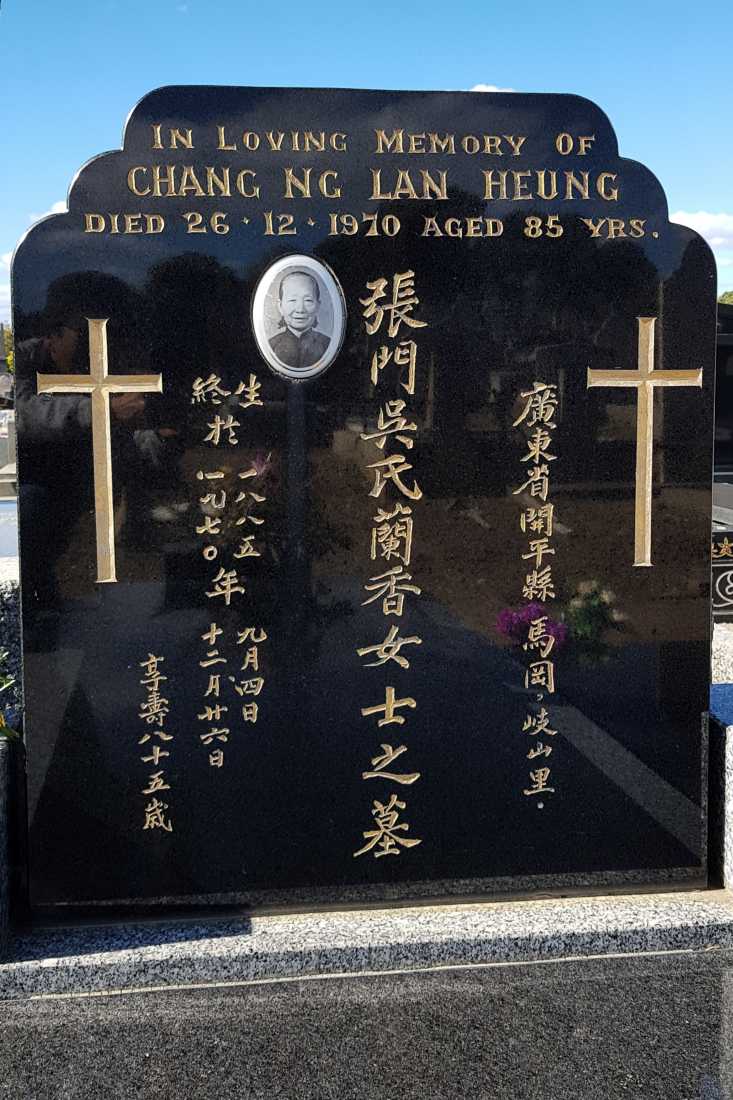 IN LOVING MEMORY OF
CHANG NG LAN HEUNG
DIED 26 · 12 · 1970 AGED 85 YRS.
廣東省開平縣馬岡，岐山里．
張門吳氏蘭香女士之墓
生 一八八五 九月四日
終於 一九七〇年 十二月廿六日
享壽八十五歲